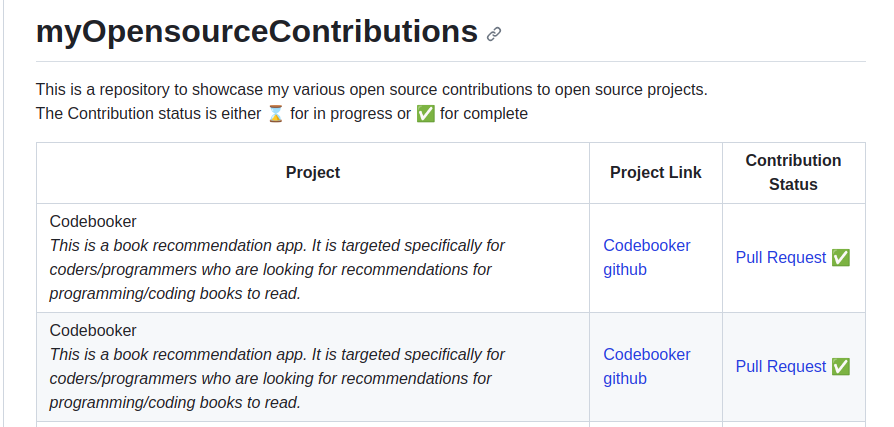 myOpensourceContributions
This is a repository to showcase my various open source contributions to open source projects.
The Contribution status is either ⌛ for in progress or ✅ for complete
Project
Project Link
Contribution
Status
Codebooker
This is a book recommendation app. It is targeted specifically for
coders/programmers who are looking for recommendations for
programming/coding books to read.
Codebooker
github
Pull Request ✅
Codebooker
This is a book recommendation app. It is targeted specifically for
coders/programmers who are looking for recommendations for
programming/coding books to read.
Codebooker
github
Pull Request ✅